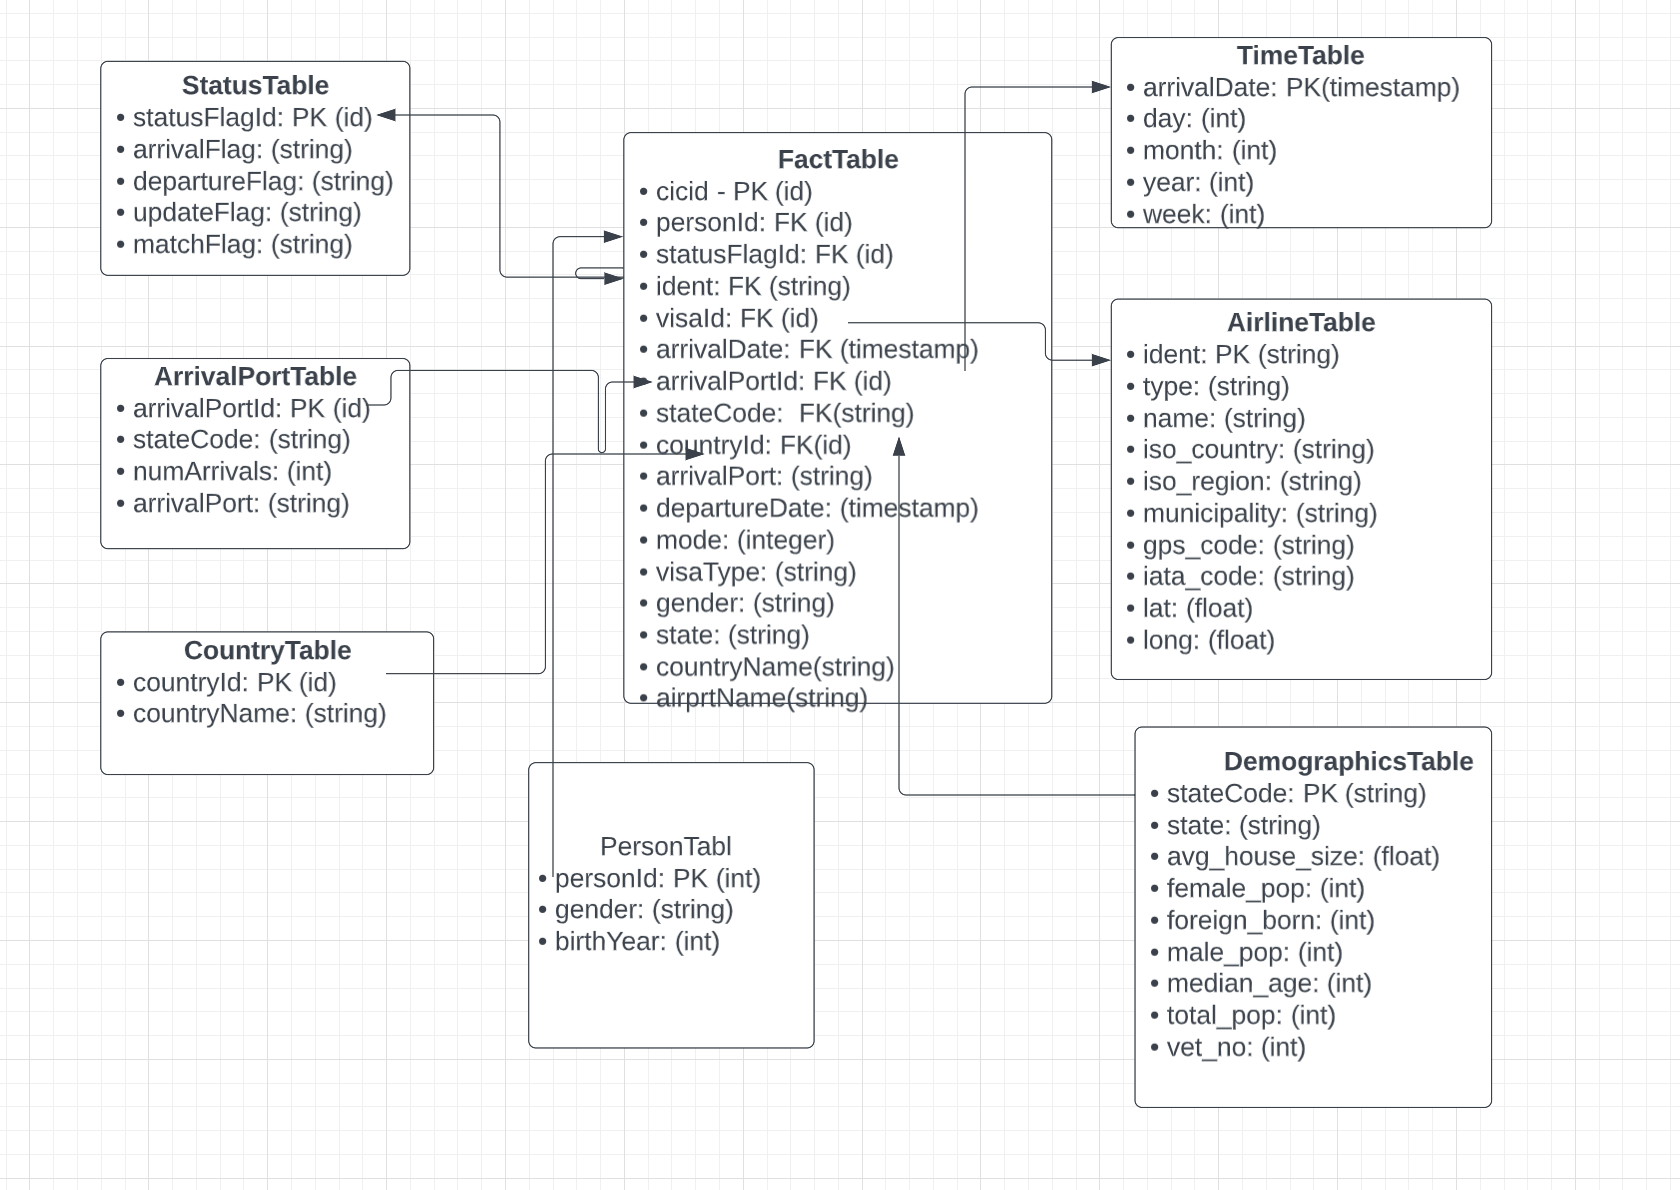 StatusTable
• statusFlagId: PK (id)
• arrivalFlag: (string)
• departureFlag: (string)
• updateFlag: (string)
• matchFlag: (string)
ArrivalPortTable
• arrivalPortId: PK (id)
• stateCode: (string)
• numArrivals: (int)
• arrivalPort: (string)
CountryTable
• countryId: PK (id)
• countryName: (string)
FactTable
• cicid - PK (id)
• personId: FK (id)
• statusFlagId: FK (id)
• ident: FK (string)
• visaId: FK (id)
• arrivalDate: FK (timestamp)
• arrivalPortId: FK (id)
• stateCode:  FK(string)
• countryId: FK(id)
• arrivalPort: (string)
• departureDate: (timestamp)
• mode: (integer)
• visaType: (string)
• gender: (string)
• state: (string)
• countryName(string)
• airprtName(string)
PersonTabl
• personId: PK (int)
• gender: (string)
• birthYear: (int)
TimeTable
• arrivalDate: PK(timestamp)
• day: (int)
• month: (int)
• year: (int)
• week: (int)
AirlineTable
• ident: PK (string)
• type: (string)
• name: (string)
• iso_country: (string)
• iso_region: (string)
• municipality: (string)
• gps_code: (string)
• iata_code: (string)
• lat: (float)
• long: (float)
DemographicsTable
• stateCode: PK (string)
• state: (string)
• avg_house_size: (float)
• female_pop: (int)
• foreign_born: (int)
• male_pop: (int)
• median_age: (int)
• total_pop: (int)
• vet_no: (int)